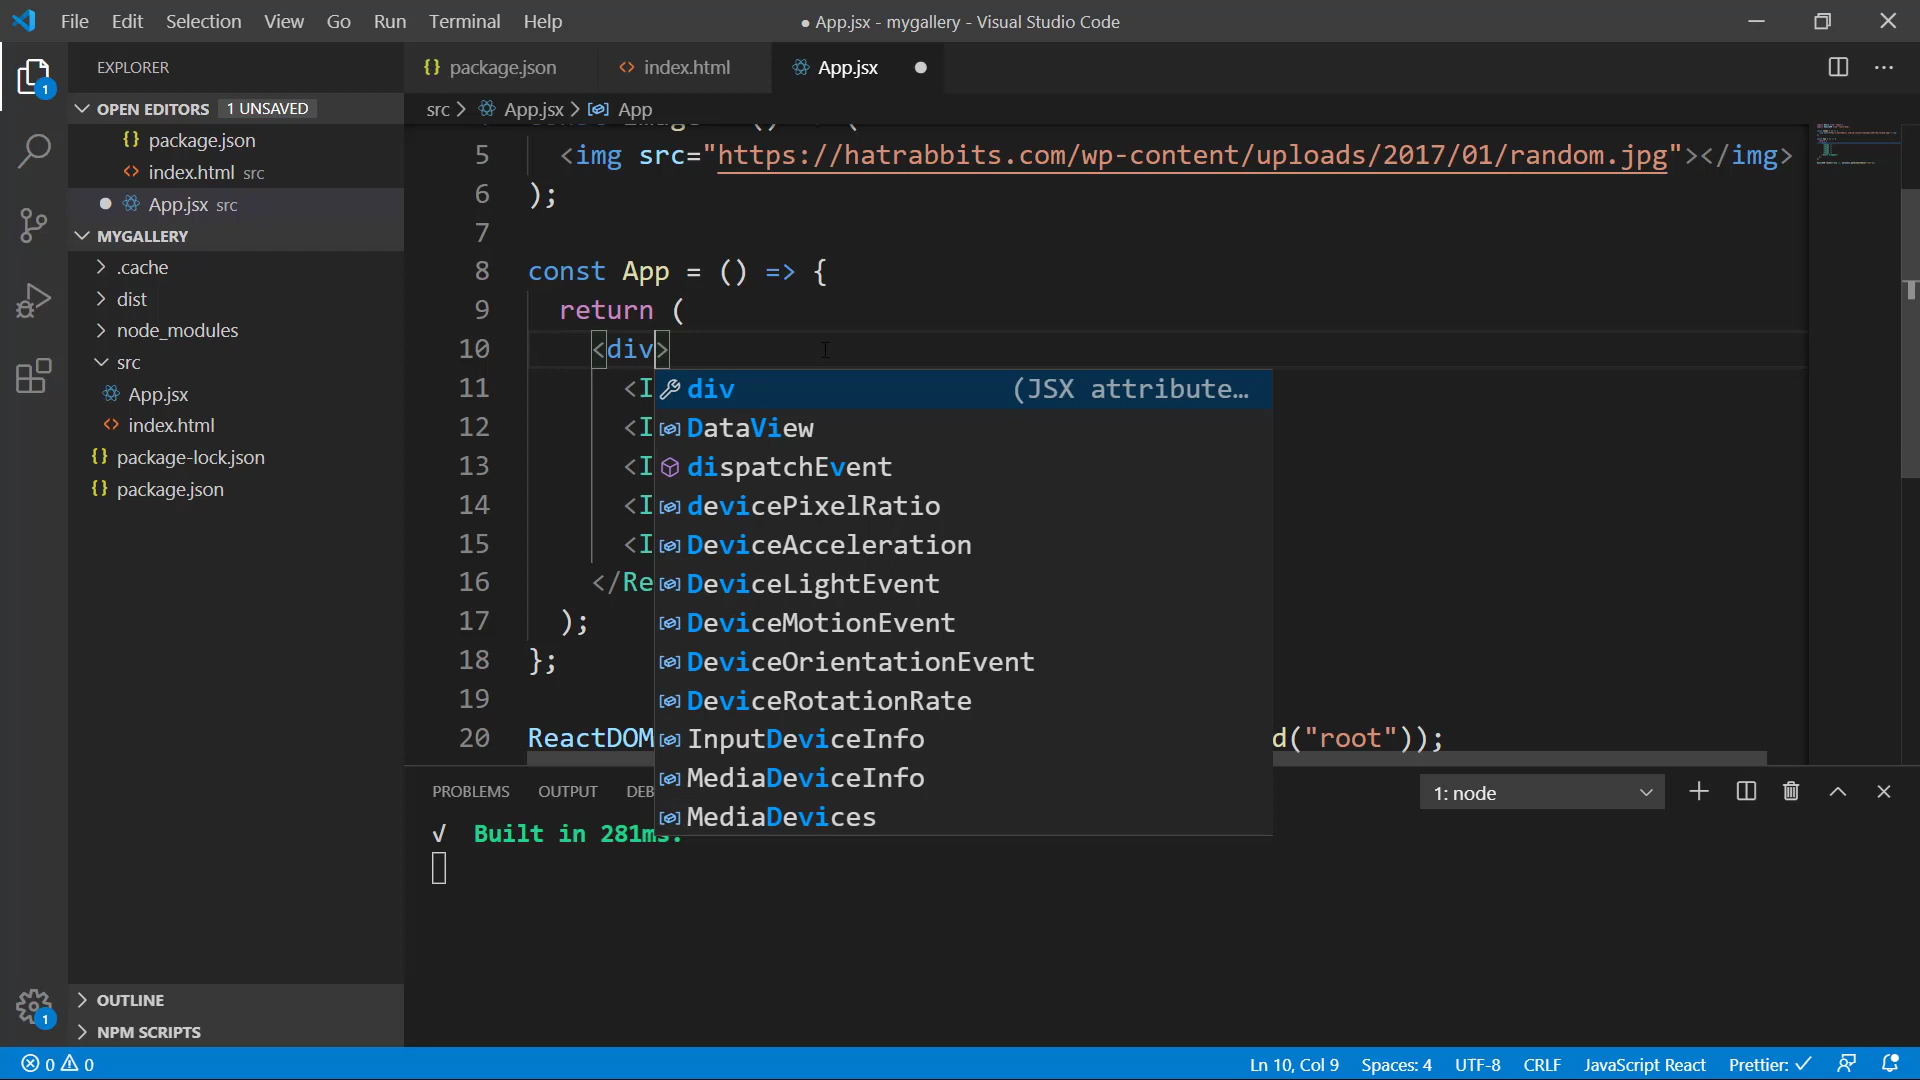 File Edit Selection View Go Run Terminal Help
● App.jsx - mygallery - Visual Studio Code
EXPLORER
{} package.json
<> index.html
App.jsx ●
OPEN EDITORS 1 UNSAVED
src > App.jsx > App
{} package.json
<> index.html src
● App.jsx src
MYGALLERY
.cache
dist
node_modules
src
App.jsx
<> index.html
{} package-lock.json
{} package.json
OUTLINE
NPM SCRIPTS
5 <img src="https://hatrabbits.com/wp-content/uploads/2017/01/random.jpg"></img>
6 );
7
8 const App = () => {
9 return (
10 <div>
11 <I
12 <I
13 <I
14 <I
15 <I
16 </Re
17 );
18 };
19
20 ReactDOM d("root"));
div (JSX attribute…
DataView
dispatchEvent
devicePixelRatio
DeviceAcceleration
DeviceLightEvent
DeviceMotionEvent
DeviceOrientationEvent
DeviceRotationRate
InputDeviceInfo
MediaDeviceInfo
MediaDevices
PROBLEMS OUTPUT DEB
1: node
√ Built in 281ms.
1
1
0 0
Ln 10, Col 9 Spaces: 4 UTF-8 CRLF JavaScript React Prettier: ✓